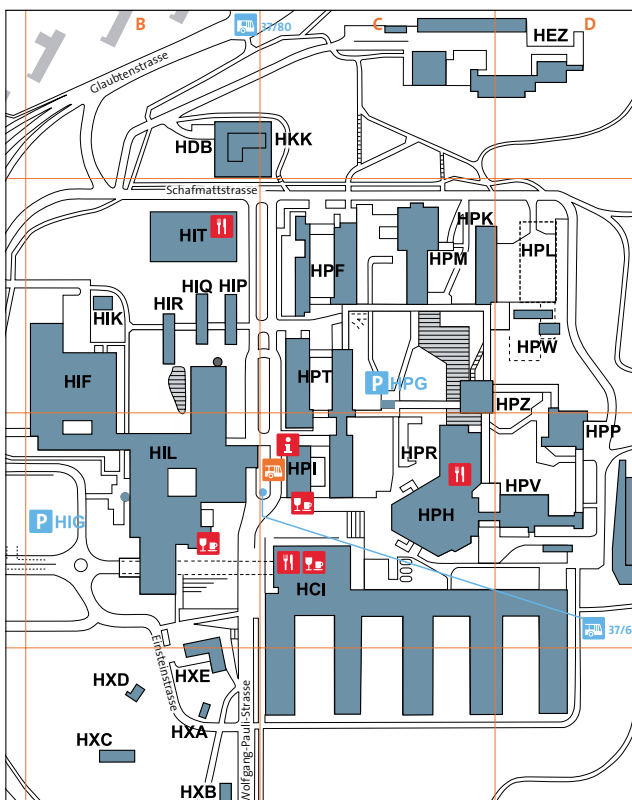 B
37/80
C
HEZ
D
Glaubtenstrasse
HDB
HKK
Schafmattstrasse
HIT
HPF
HPM
HPK
HPL
HIQ
HIP
HIR
HIK
HPW
HIF
HPT
P
HPG
HPZ
HPP
HIL
i
HPI
HPR
HPV
P
HIG
HPH
HCI
37/6
Einsteinstrasse
HXE
HXD
HXA
HXC
HXB
Wolfgang-Pauli-Strasse